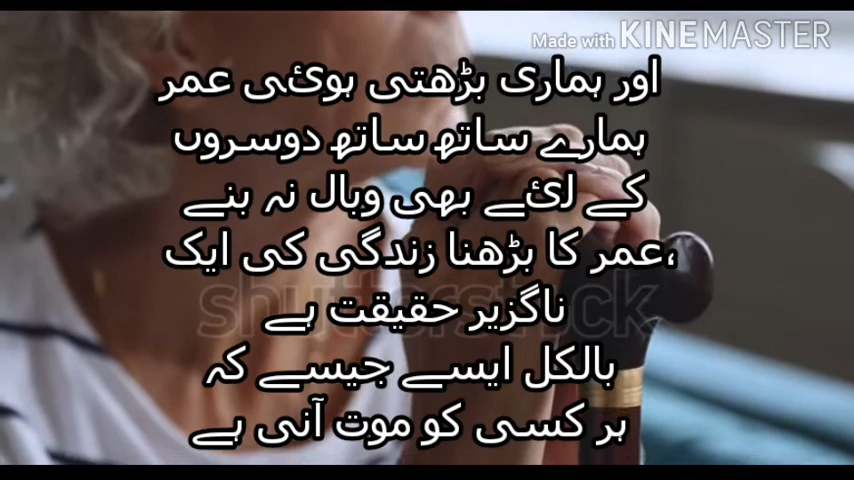 Made with KINEMASTER
اور ہماری بڑھتی ہوئی عمر
ہمارے ساتھ ساتھ دوسروں
کے لئے بھی وبال نہ بنے
،عمر کا بڑھنا زندگی کی ایک
ناگزیر حقیقت ہے
shutterstock
بالکل ایسے جیسے کہ
ہر کسی کو موت آنی ہے